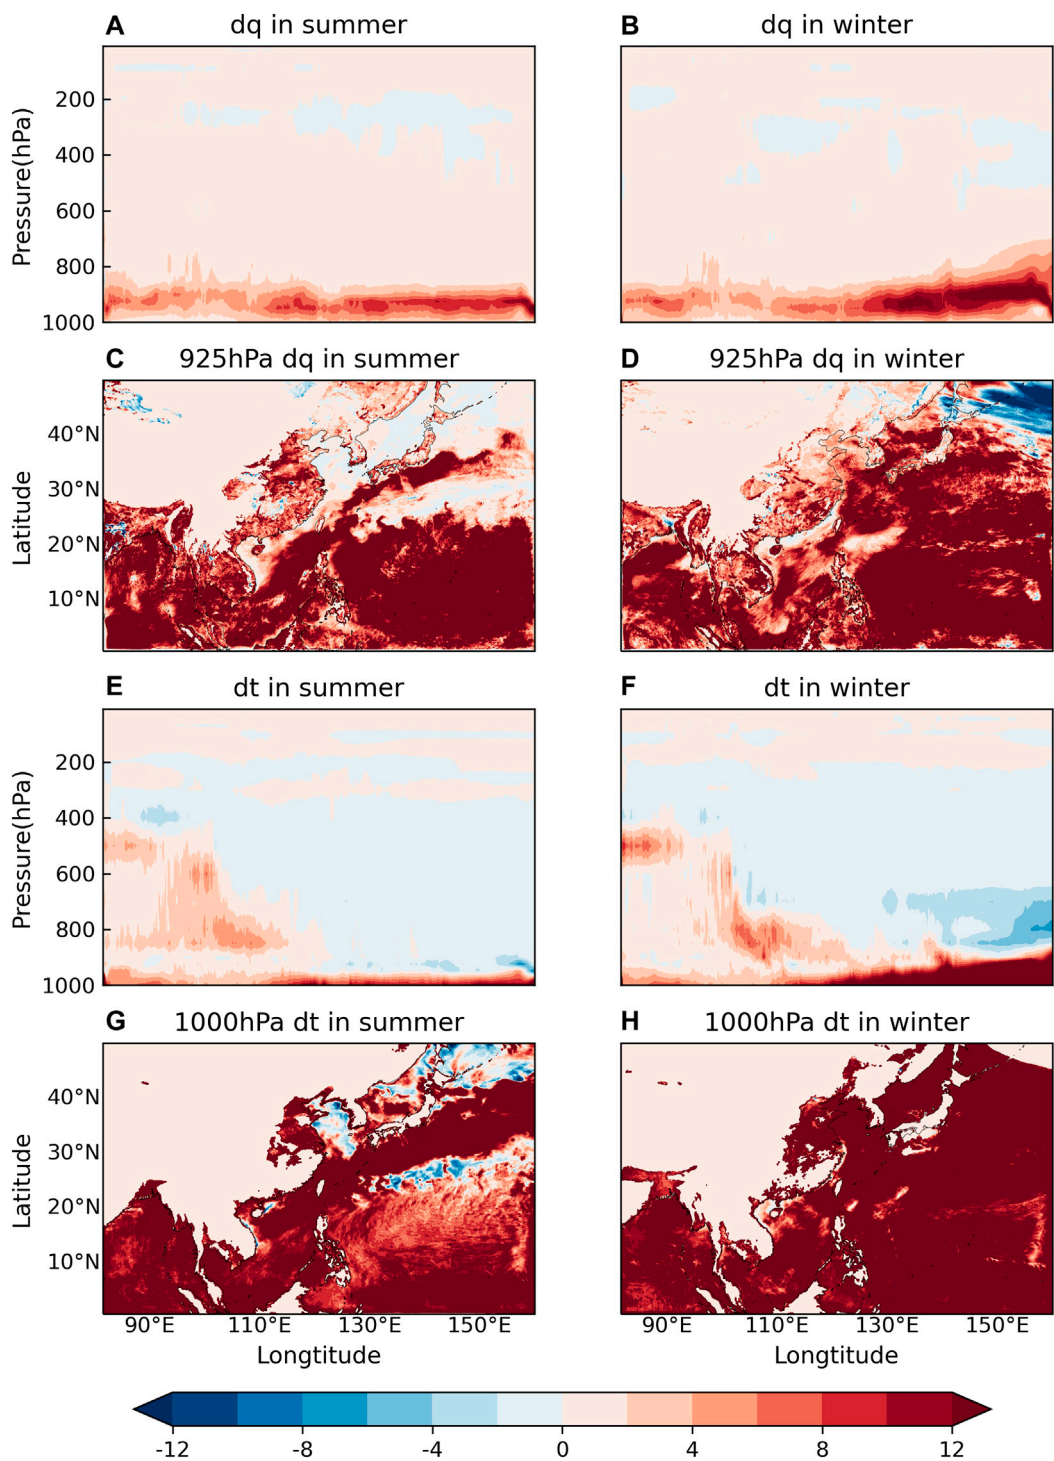 A dq in summer
B dq in winter
Pressure(hPa)
200
400
600
800
1000
C 925hPa dq in summer
D 925hPa dq in winter
Latitude
40°N
30°N
20°N
10°N
E dt in summer
F dt in winter
Pressure(hPa)
200
400
600
800
1000
G 1000hPa dt in summer
H 1000hPa dt in winter
Latitude
40°N
30°N
20°N
10°N
90°E 110°E 130°E 150°E
90°E 110°E 130°E 150°E
Longtitude
Longtitude
-12 -8 -4 0 4 8 12